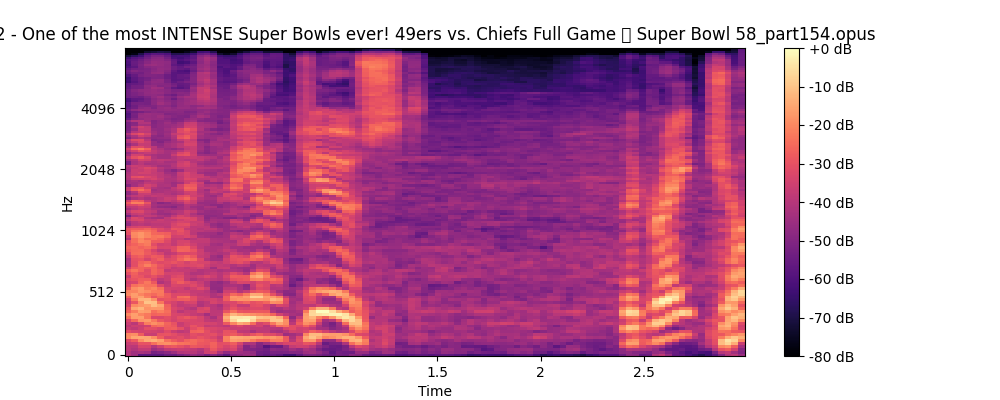 2 - One of the most INTENSE Super Bowls ever! 49ers vs. Chiefs Full Game ▯ Super Bowl 58_part154.opus
+0 dB
4096
-10 dB
-20 dB
2048
-30 dB
Hz
-40 dB
1024
-50 dB
512
-60 dB
-70 dB
0
-80 dB
0 0.5 1 1.5 2 2.5
Time